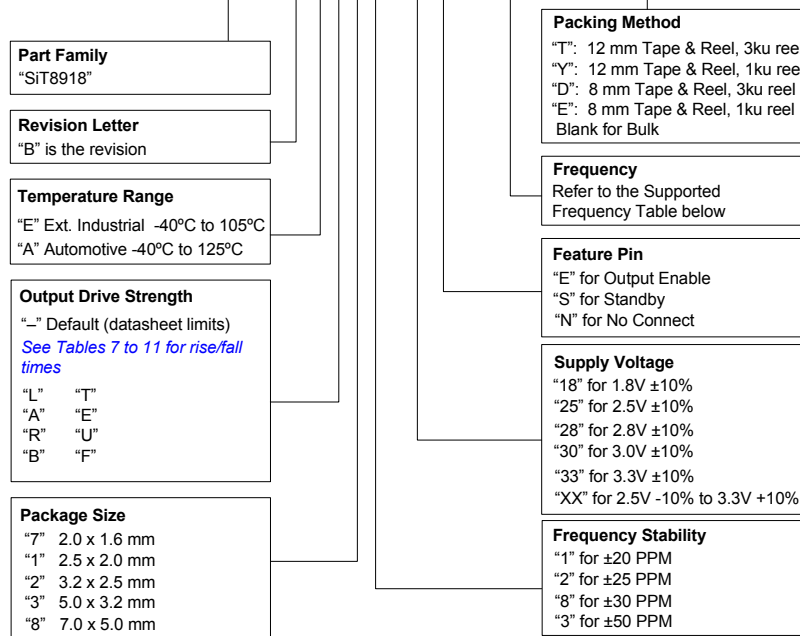 Part Family
“SiT8918”
Revision Letter
“B” is the revision
Temperature Range
“E” Ext. Industrial -40ºC to 105ºC
“A” Automotive -40ºC to 125ºC
Output Drive Strength
“–” Default (datasheet limits)
See Tables 7 to 11 for rise/fall
times
“L” “T”
“A” “E”
“R” “U”
“B” “F”
Package Size
“7” 2.0 x 1.6 mm
“1” 2.5 x 2.0 mm
“2” 3.2 x 2.5 mm
“3” 5.0 x 3.2 mm
“8” 7.0 x 5.0 mm
Packing Method
“T”: 12 mm Tape & Reel, 3ku ree
“Y”: 12 mm Tape & Reel, 1ku ree
“D”: 8 mm Tape & Reel, 3ku reel
“E”: 8 mm Tape & Reel, 1ku reel
Blank for Bulk
Frequency
Refer to the Supported
Frequency Table below
Feature Pin
“E” for Output Enable
“S” for Standby
“N” for No Connect
Supply Voltage
“18” for 1.8V ±10%
“25” for 2.5V ±10%
“28” for 2.8V ±10%
“30” for 3.0V ±10%
“33” for 3.3V ±10%
“XX” for 2.5V -10% to 3.3V +10%
Frequency Stability
“1” for ±20 PPM
“2” for ±25 PPM
“8” for ±30 PPM
“3” for ±50 PPM